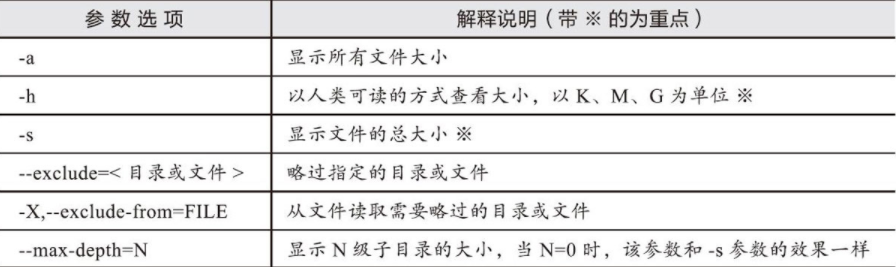 参 数 选 项 解释说明（带 ※ 的为重点）
-a 显示所有文件大小
-h 以人类可读的方式查看大小，以 K、M、G 为单位 ※
-s 显示文件的总大小 ※
--exclude=< 目录或文件 > 略过指定的目录或文件
-X,--exclude-from=FILE 从文件读取需要略过的目录或文件
--max-depth=N 显示 N 级子目录的大小，当 N=0 时，该参数和 -s 参数的效果一样